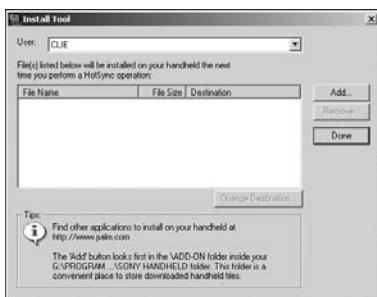 Install Tool
User: CLIE
File(s) listed below will be installed on your handheld the next
time you perform a HotSync operation:
File Name File Size Destination
Add...
Remove...
Done
Change Destination...
Tips
Find other applications to install on your handheld at
http://www.palm.com
The 'Add' button looks first in the \ADD-ON folder inside your
G:\PROGRAM ...\SONY HANDHELD folder. This folder is a
convenient place to store downloaded handheld files.